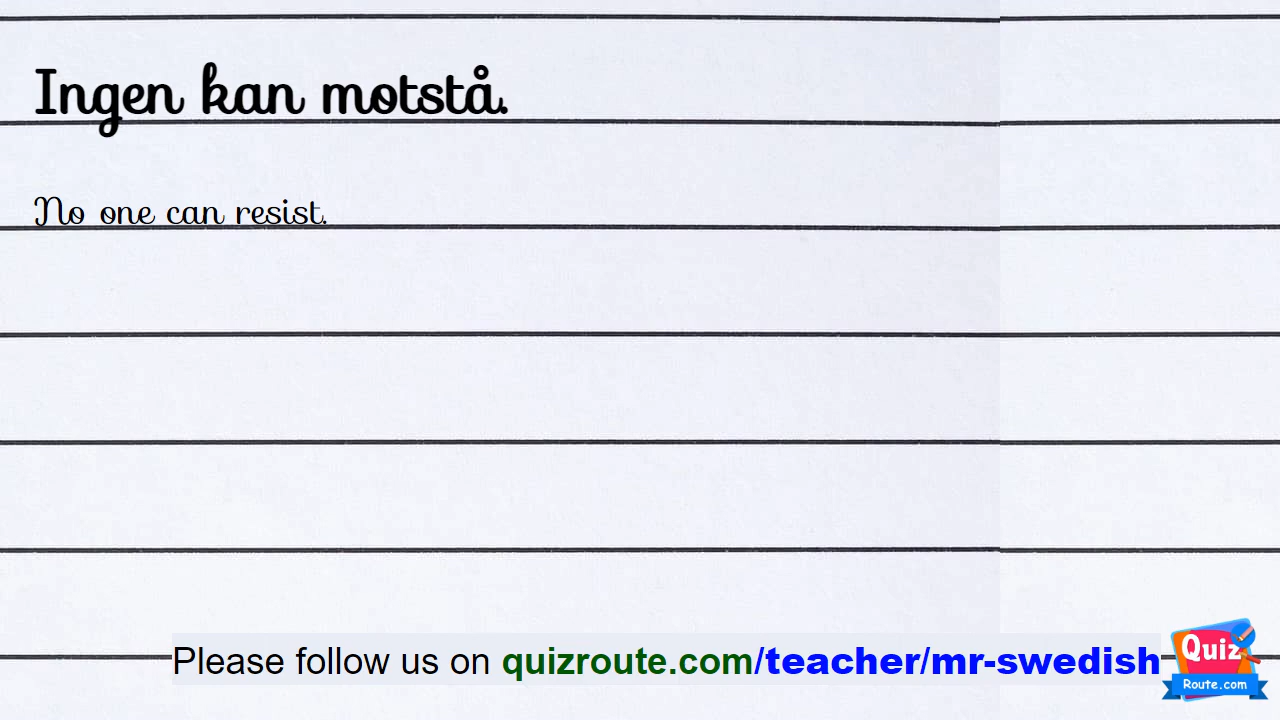 Ingen kan motstå.
No one can resist.
Please follow us on quizroute.com/teacher/mr-swedish
Quiz
Route.com